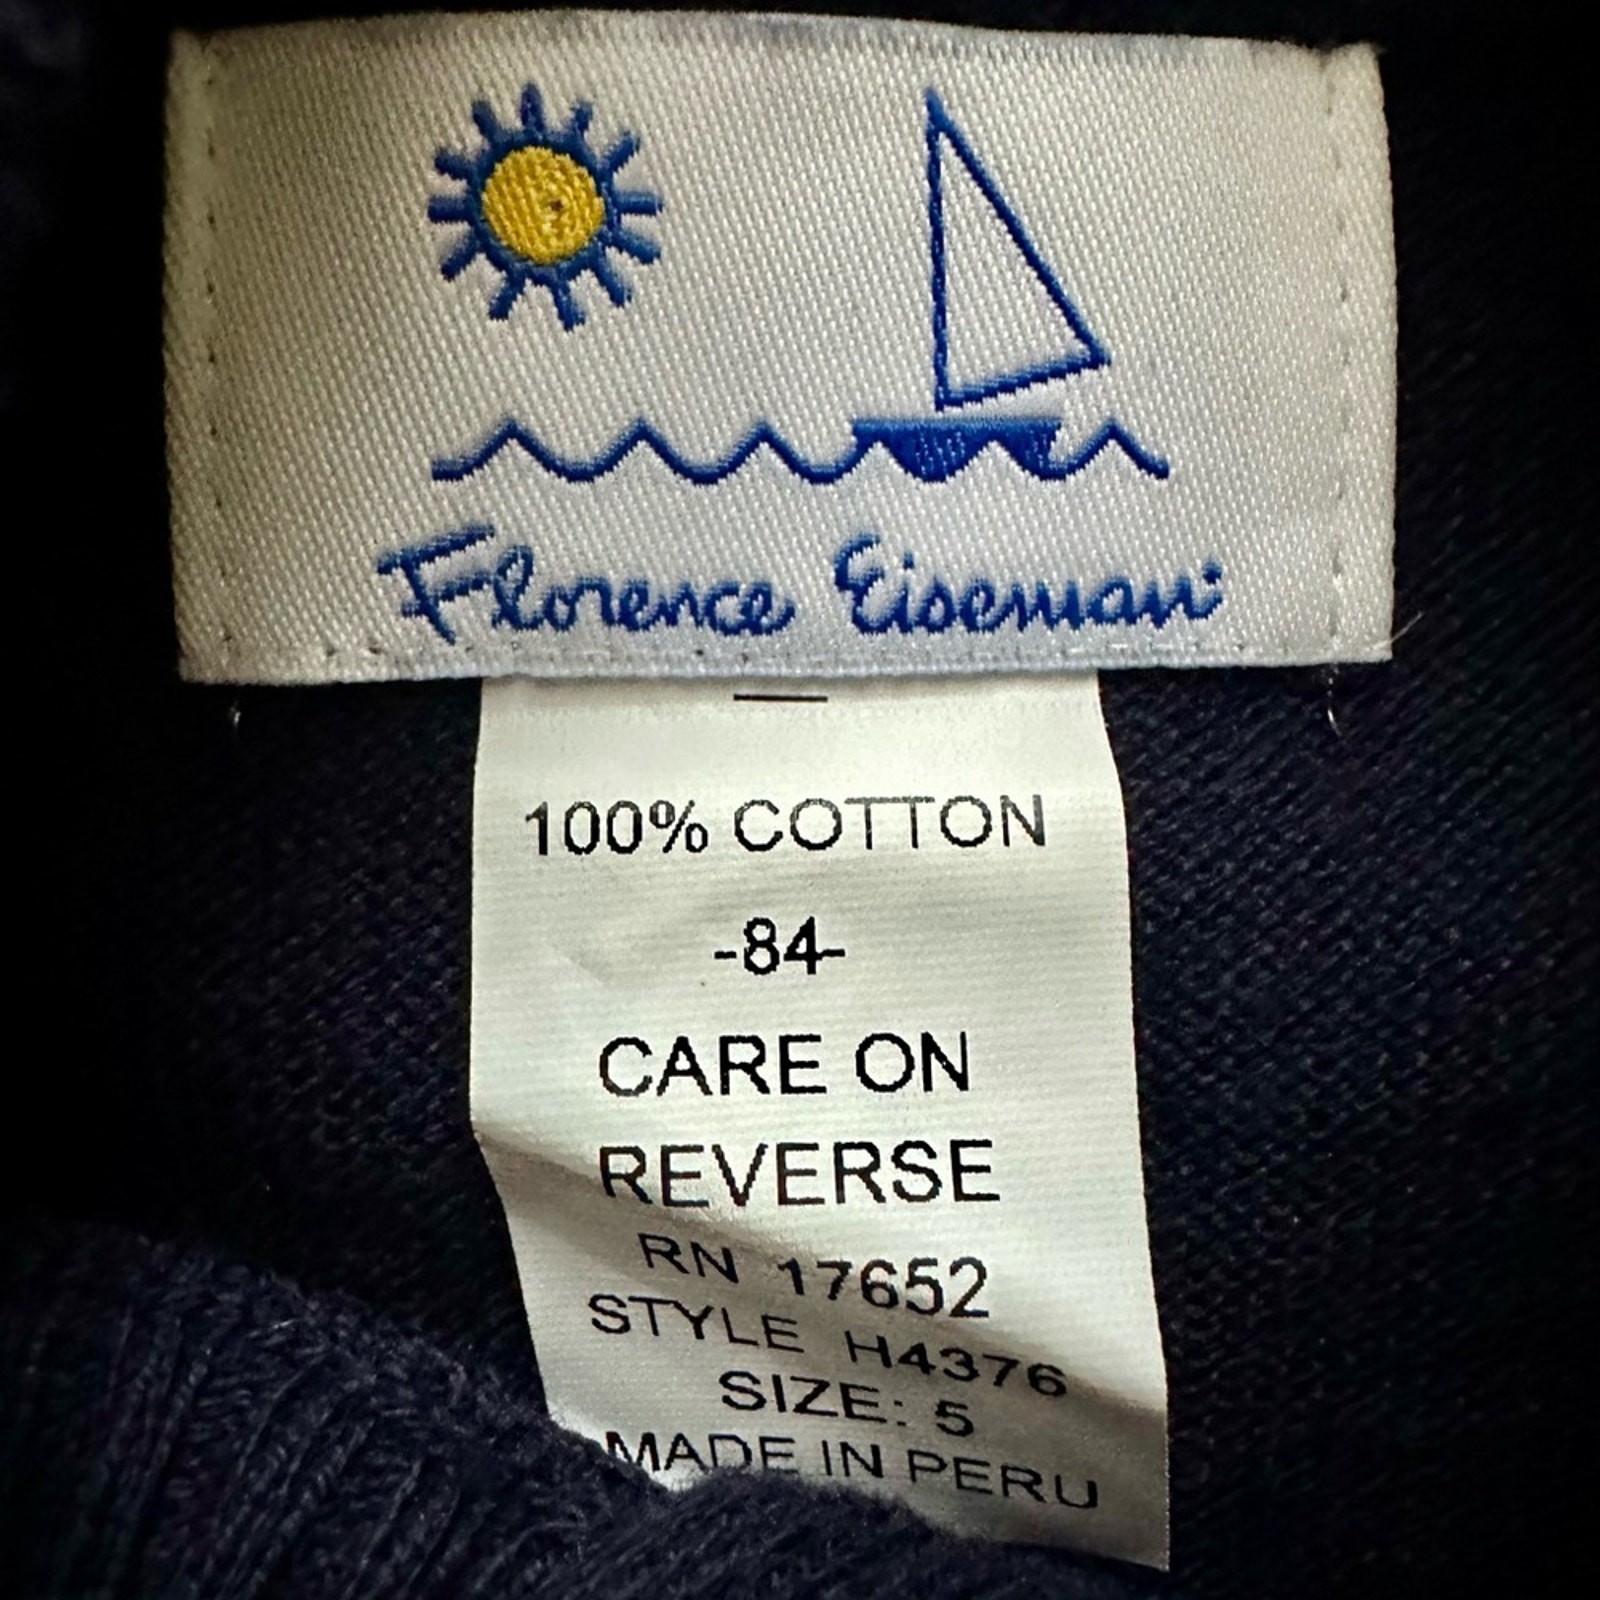 Florence Eiseman
100% COTTON
-84-
CARE ON
REVERSE
RN 17652
STYLE H4376
SIZE: 5
MADE IN PERU